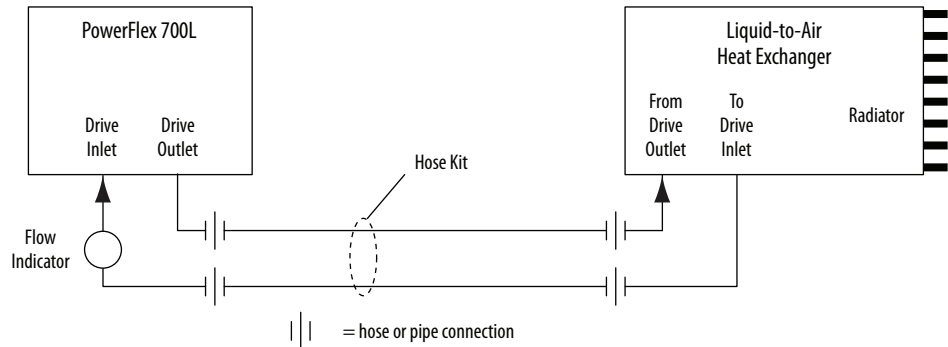 PowerFlex 700L
Drive
Inlet
Drive
Outlet
Flow
Indicator
Hose Kit
Liquid-to-Air
Heat Exchanger
From
Drive
Outlet
To
Drive
Inlet
Radiator
= hose or pipe connection